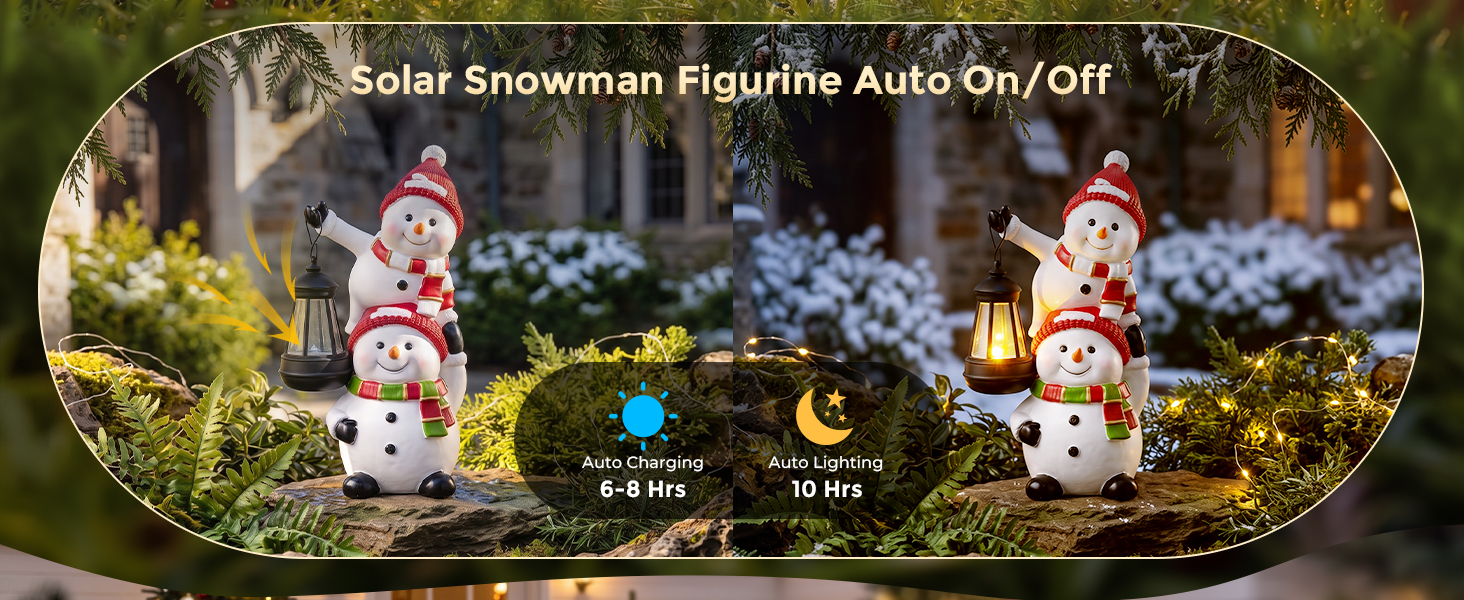 Solar Snowman Figurine Auto On/Off
Auto Charging
6-8 Hrs
Auto Lighting
10 Hrs